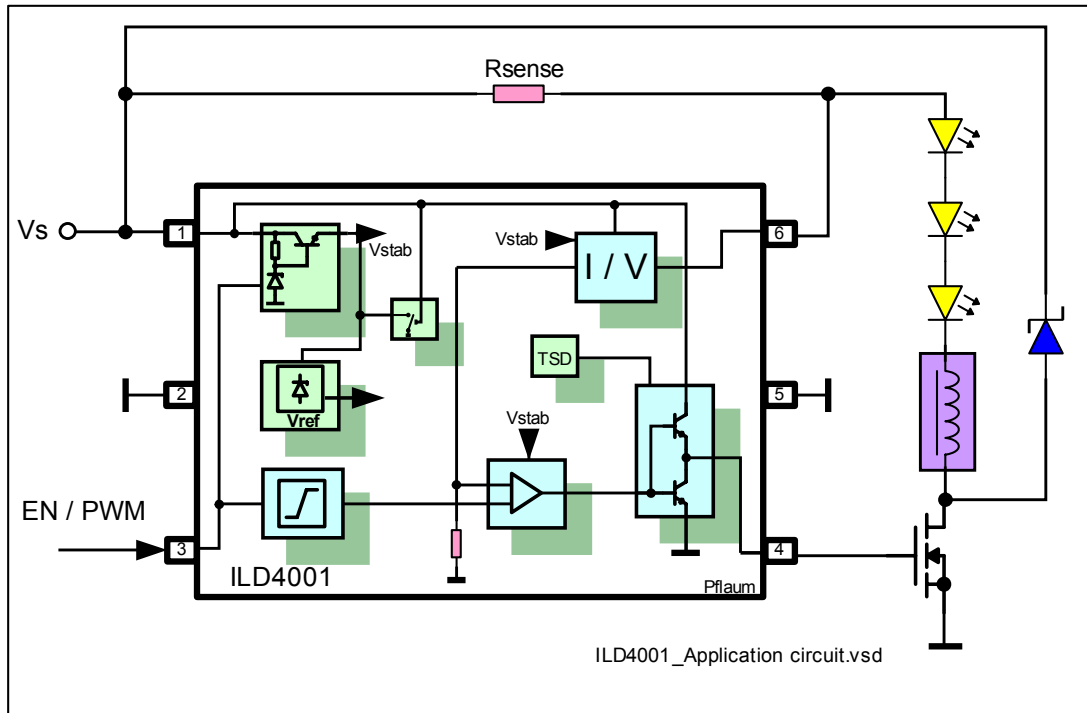 Rsense
Vs
1
Vstab
Vstab
I / V
6
TSD
2
Vref
5
Vstab
EN / PWM
3
4
ILD4001
Pflaum
ILD4001_Application circuit.vsd